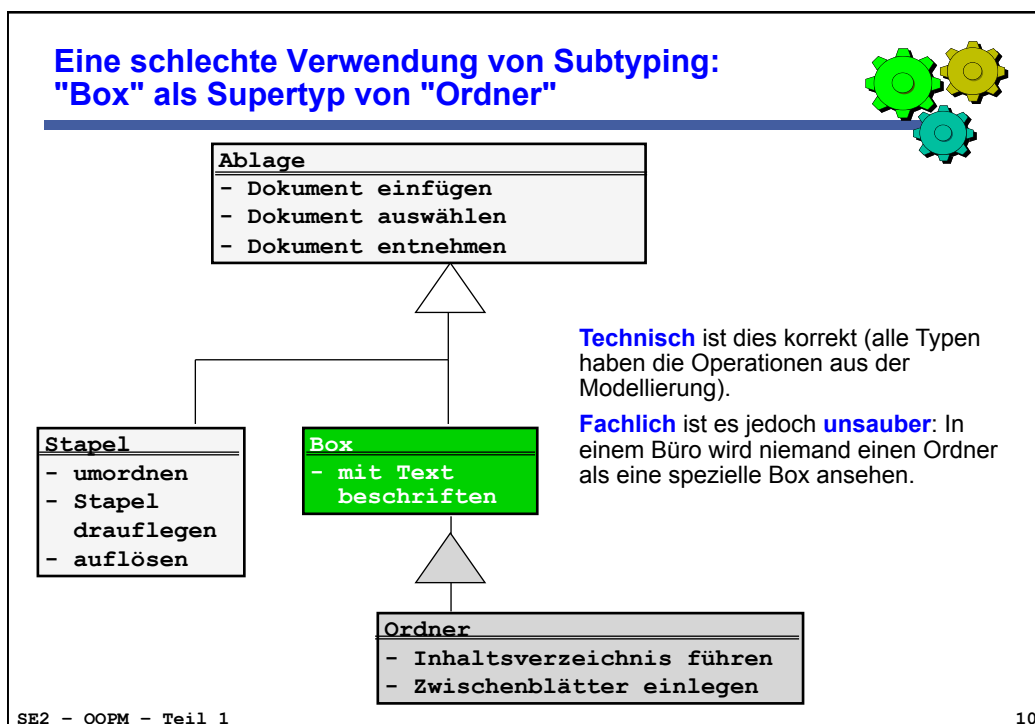 Eine schlechte Verwendung von Subtyping:
"Box" als Supertyp von "Ordner"
Ablage
- Dokument einfügen
- Dokument auswählen
- Dokument entnehmen
Technisch ist dies korrekt (alle Typen
haben die Operationen aus der
Modellierung).
Fachlich ist es jedoch unsauber: In
einem Büro wird niemand einen Ordner
als eine spezielle Box ansehen.
Stapel
- umordnen
- Stapel
drauflegen
- auflösen
Box
- mit Text
beschriften
Ordner
- Inhaltsverzeichnis führen
- Zwischenblätter einlegen
SE2 - OOPM - Teil 1
10